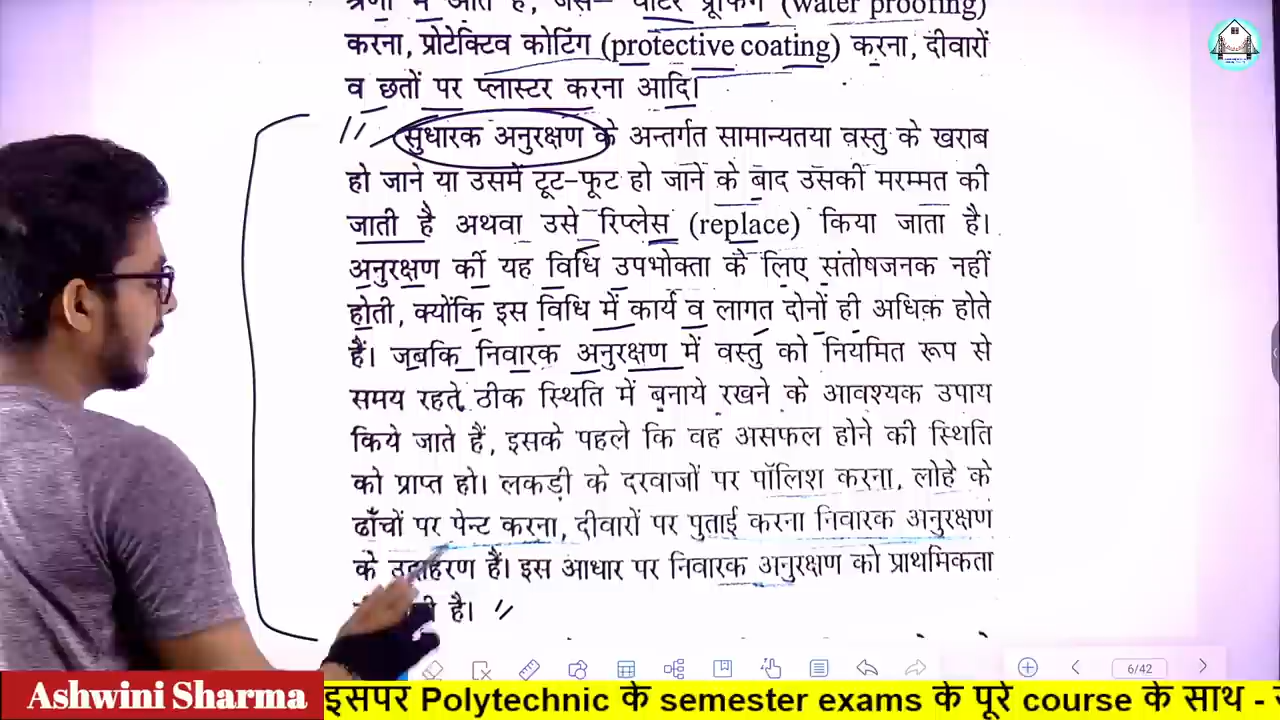 श्रेणी में आते हैं, जैसे– वाटर प्रूफिंग (water proofing)
करना, प्रोटेक्टिव कोटिंग (protective coating) करना, दीवारों
व छतों पर प्लास्टर करना आदि।
सुधारक अनुरक्षण के अन्तर्गत सामान्यतया वस्तु के खराब
हो जाने या उसमें टूट-फूट हो जाने के बाद उसकी मरम्मत की
जाती है अथवा उसे रिप्लेस (replace) किया जाता है।
अनुरक्षण की यह विधि उपभोक्ता के लिए संतोषजनक नहीं
होती, क्योंकि इस विधि में कार्य व लागत दोनों ही अधिक होते
हैं। जबकि निवारक अनुरक्षण में वस्तु को नियमित रूप से
समय रहते ठीक स्थिति में बनाये रखने के आवश्यक उपाय
किये जाते हैं, इसके पहले कि वह असफल होने की स्थिति
को प्राप्त हो। लकड़ी के दरवाजों पर पॉलिश करना, लोहे के
ढाँचों पर पेन्ट करना, दीवारों पर पुताई करना निवारक अनुरक्षण
के उदाहरण हैं। इस आधार पर निवारक अनुरक्षण को प्राथमिकता
है।
6/42
Ashwini Sharma इसपर Polytechnic के semester exams के पूरे course के साथ -